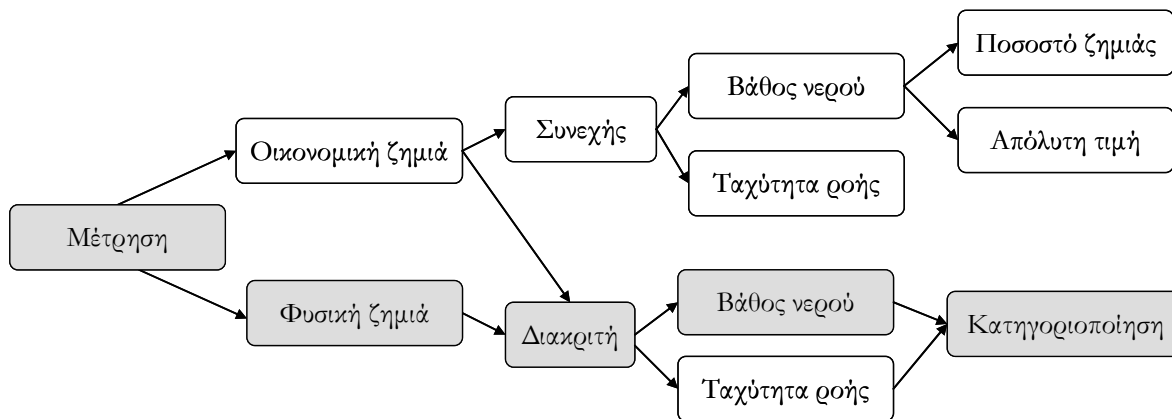 Ποσοστό ζημιάς
Βάθος νερού
Συνεχής
Απόλυτη τιμή
Οικονομική ζημιά
Ταχύτητα ροής
Μέτρηση
Βάθος νερού
Φυσική ζημιά
Διακριτή
Κατηγοριοποίηση
Ταχύτητα ροής